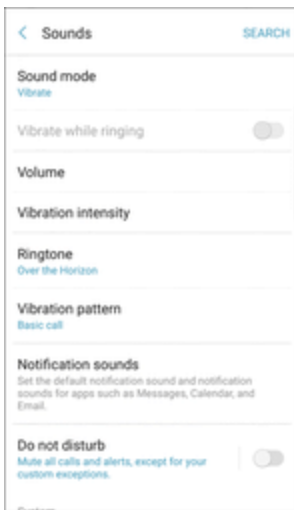 Sounds SEARCH
Sound mode
Vibrate
Vibrate while ringing
Volume
Vibration intensity
Ringtone
Over the Horizon
Vibration pattern
Basic call
Notification sounds
Set the default notification sound and notification
sounds for apps such as Messages, Calendar, and
Email.
Do not disturb
Mute all calls and alerts, except for your
custom exceptions.
System